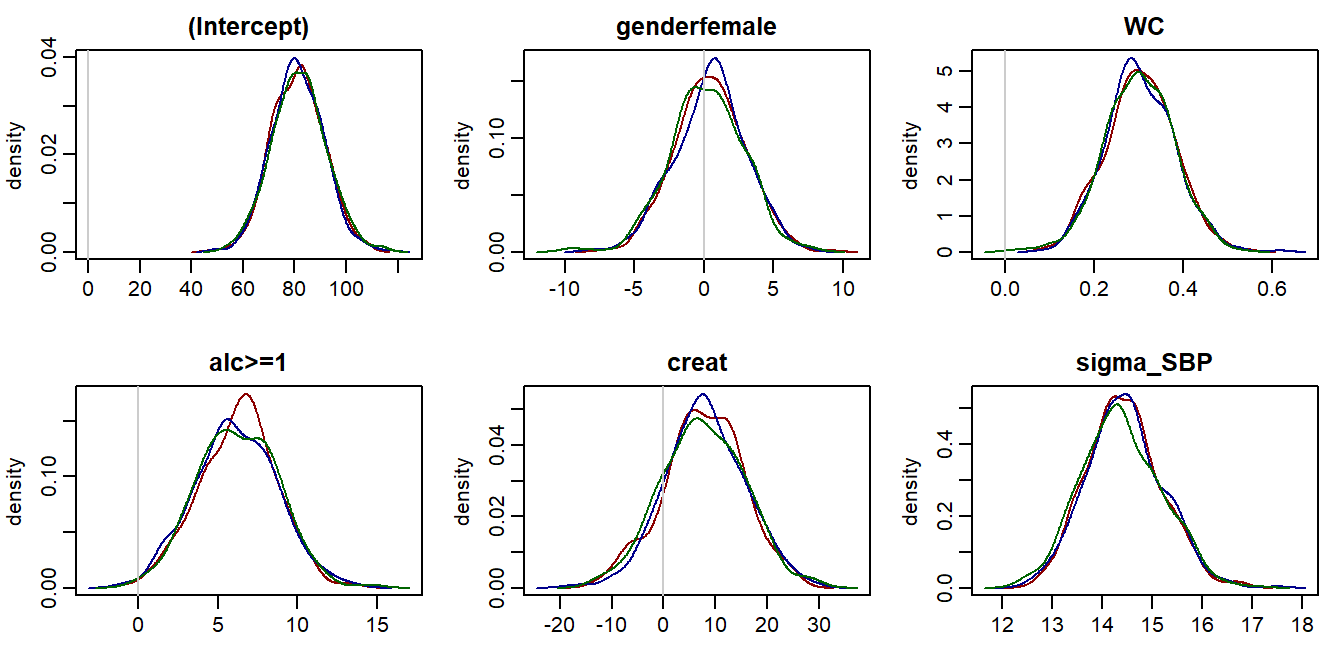 (Intercept)
density
0.00
0.02
0.04
0 20 40 60 80 100
genderfemale
density
0.00
0.10
-10 -5 0 5 10
WC
density
0 1 2 3 4 5
0.0 0.2 0.4 0.6
alc>=1
density
0.00
0.10
0 5 10 15
creat
density
0.00
0.02
0.04
-20 -10 0 10 20 30
sigma_SBP
density
0.0
0.2
0.4
12 13 14 15 16 17 18